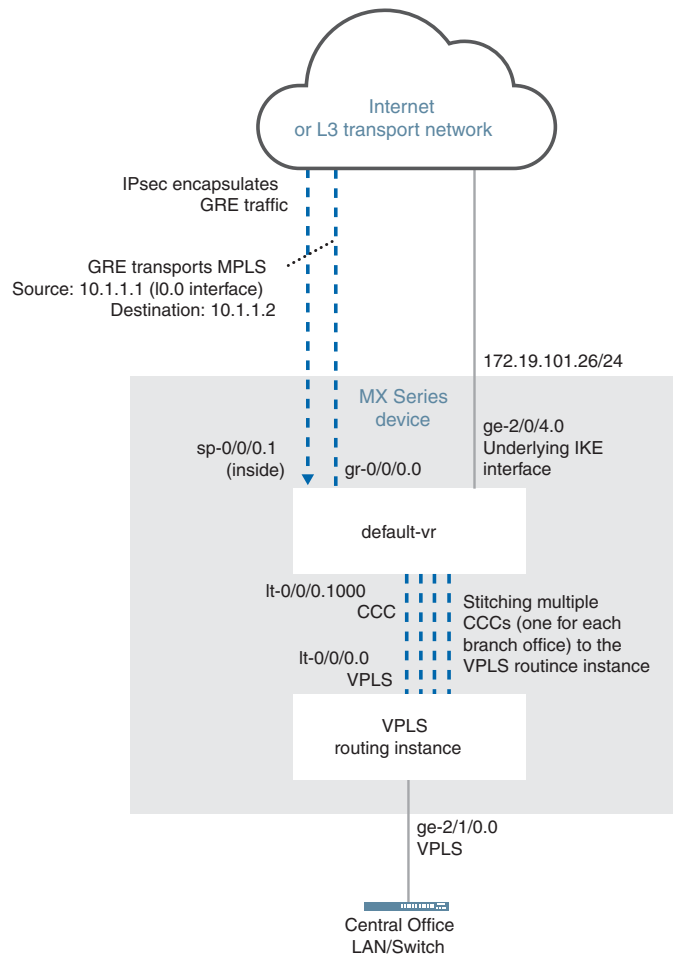 Internet
or L3 transport network
IPsec encapsulates
GRE traffic
GRE transports MPLS
Source: 10.1.1.1 (l0.0 interface)
Destination: 10.1.1.2
172.19.101.26/24
MX Series
device
sp-0/0/0.1
(inside)
gr-0/0/0.0
ge-2/0/4.0
Underlying IKE
interface
default-vr
lt-0/0/0.1000
CCC
Stitching multiple
CCCs (one for each
branch office) to the
VPLS routince instance
lt-0/0/0.0
VPLS
VPLS
routing instance
ge-2/1/0.0
VPLS
Central Office
LAN/Switch